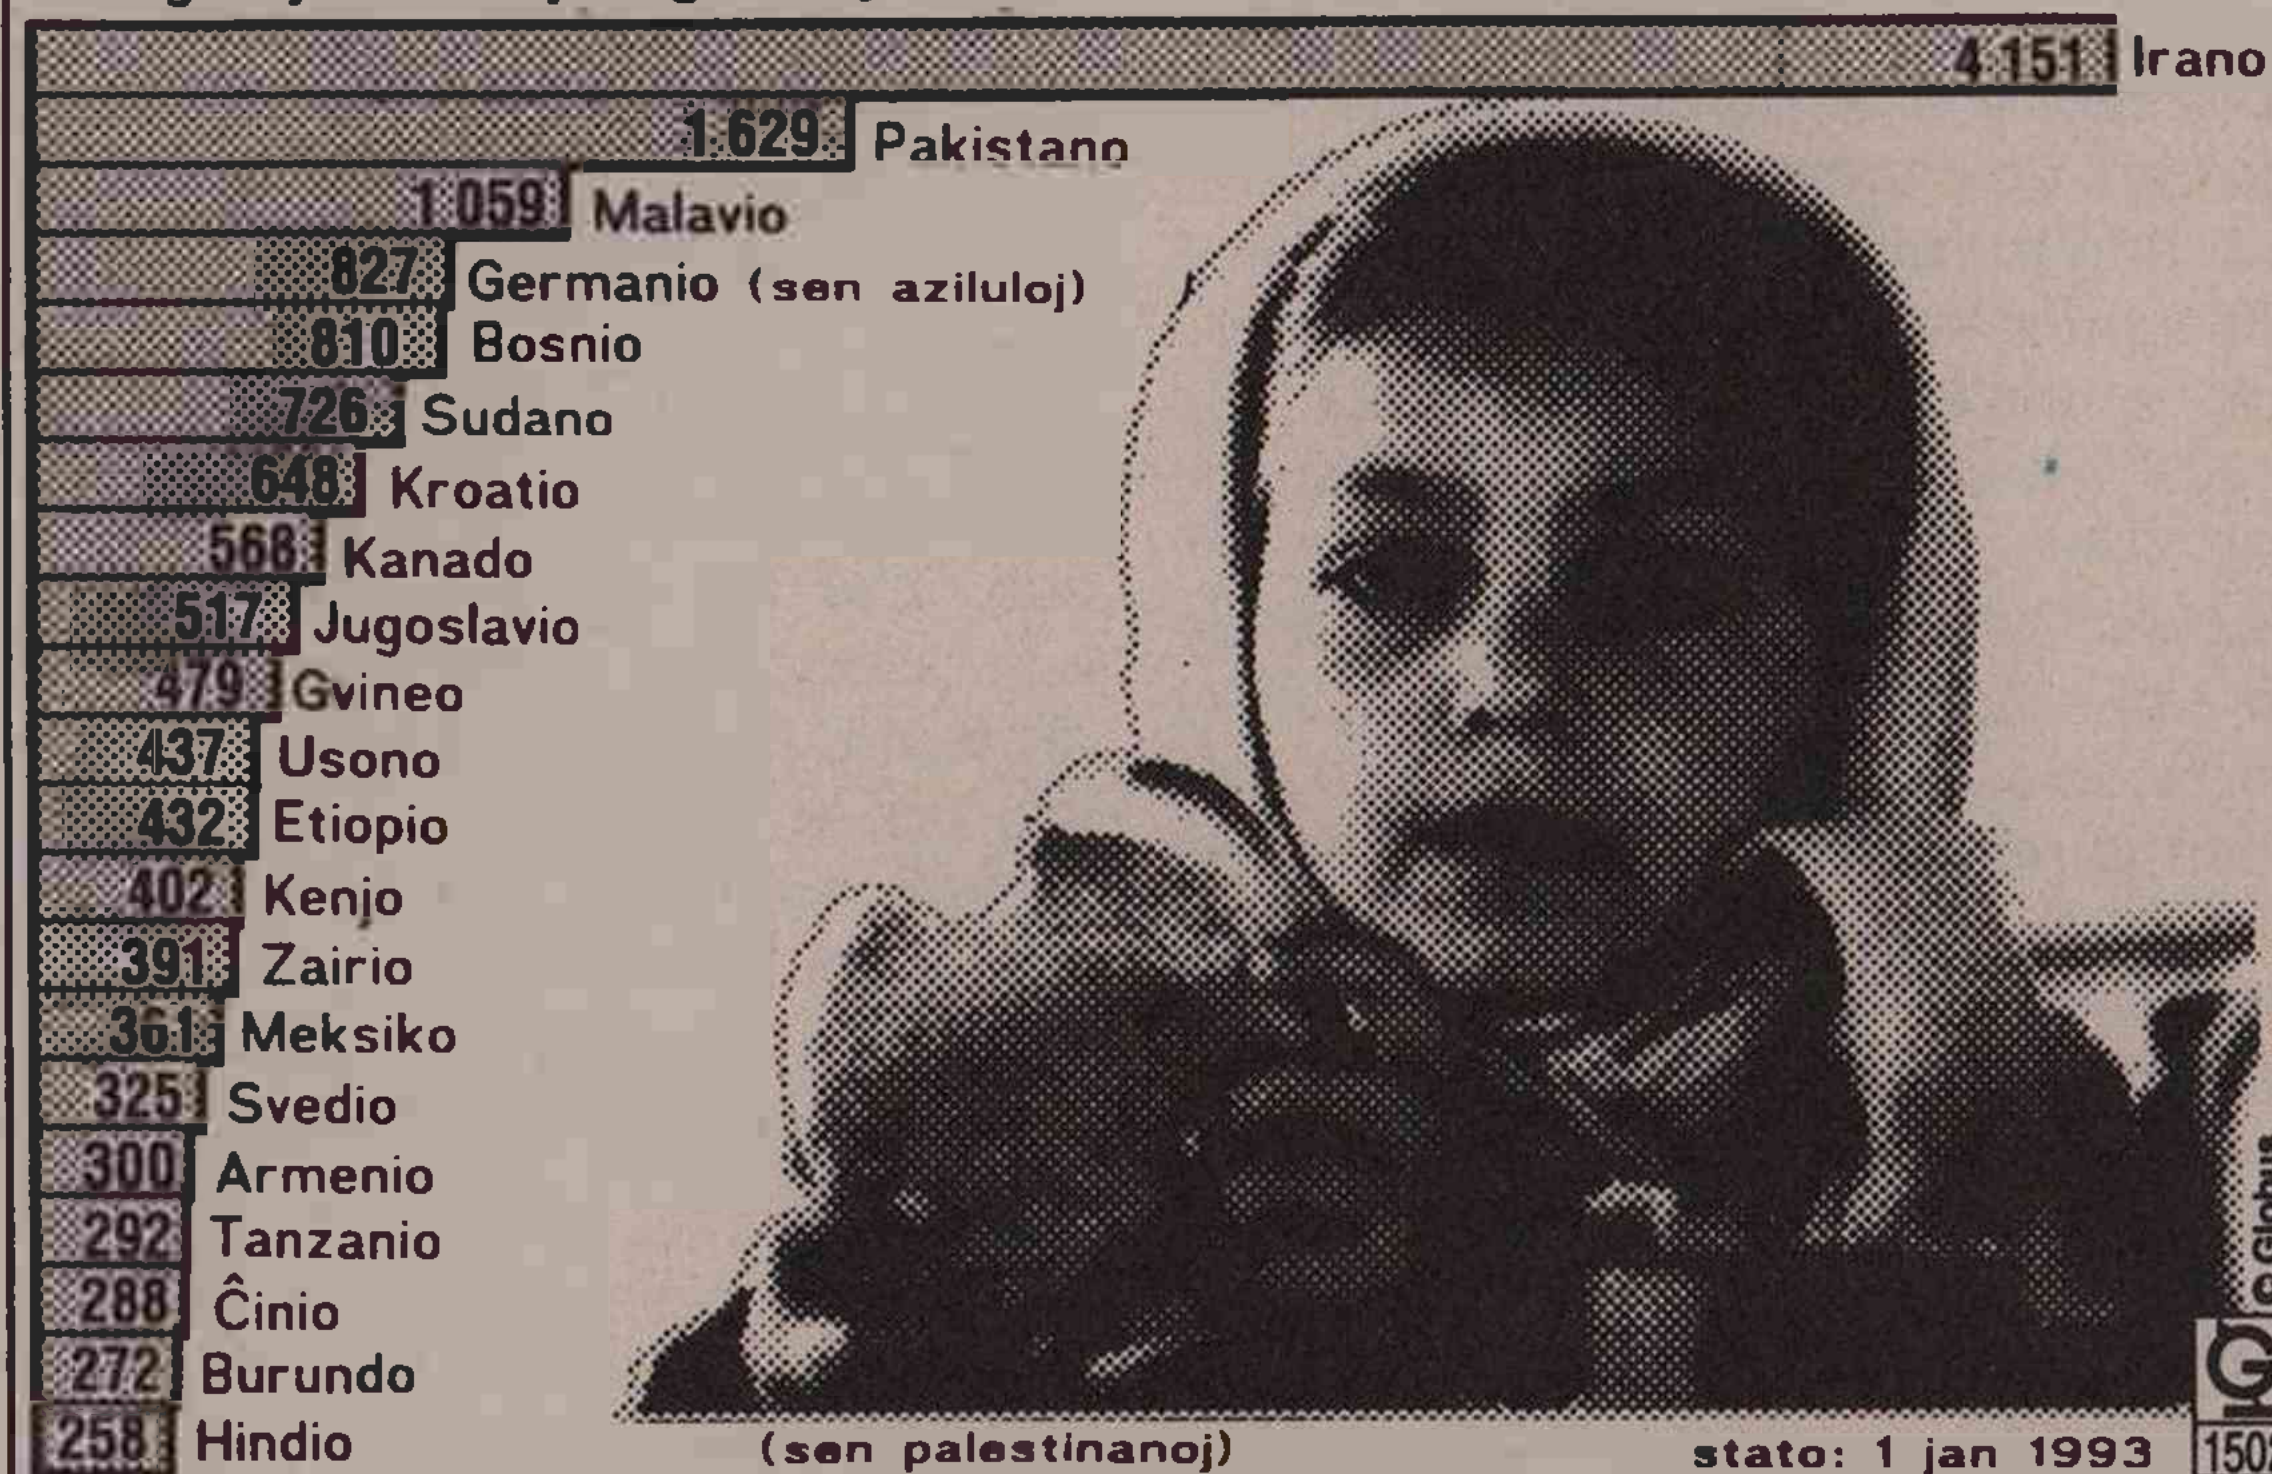 4.151 Irano
1.629 Pakistano
1.059 Malavio
827 Germanio (sen aziluloj)
810 Bosnio
726 Sudano
648 Kroatio
568 Kanado
517 Jugoslavio
479 Gvineo
437 Usono
432 Etiopio
402 Kenjo
391 Zairio
361 Meksiko
325 Svedio
300 Armenio
292 Tanzanio
288 Ĉinio
272 Burundo
258 Hindio
(sen palestinanoj)
stato: 1 jan 1993
© Globus
1502